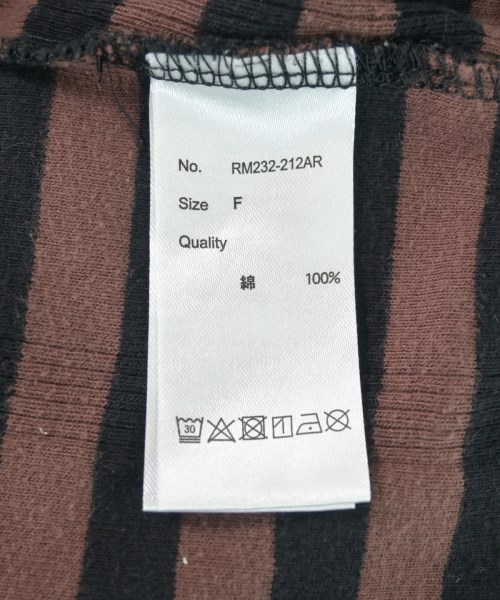 No. RM232-212AR
Size F
Quality
綿 100%
30